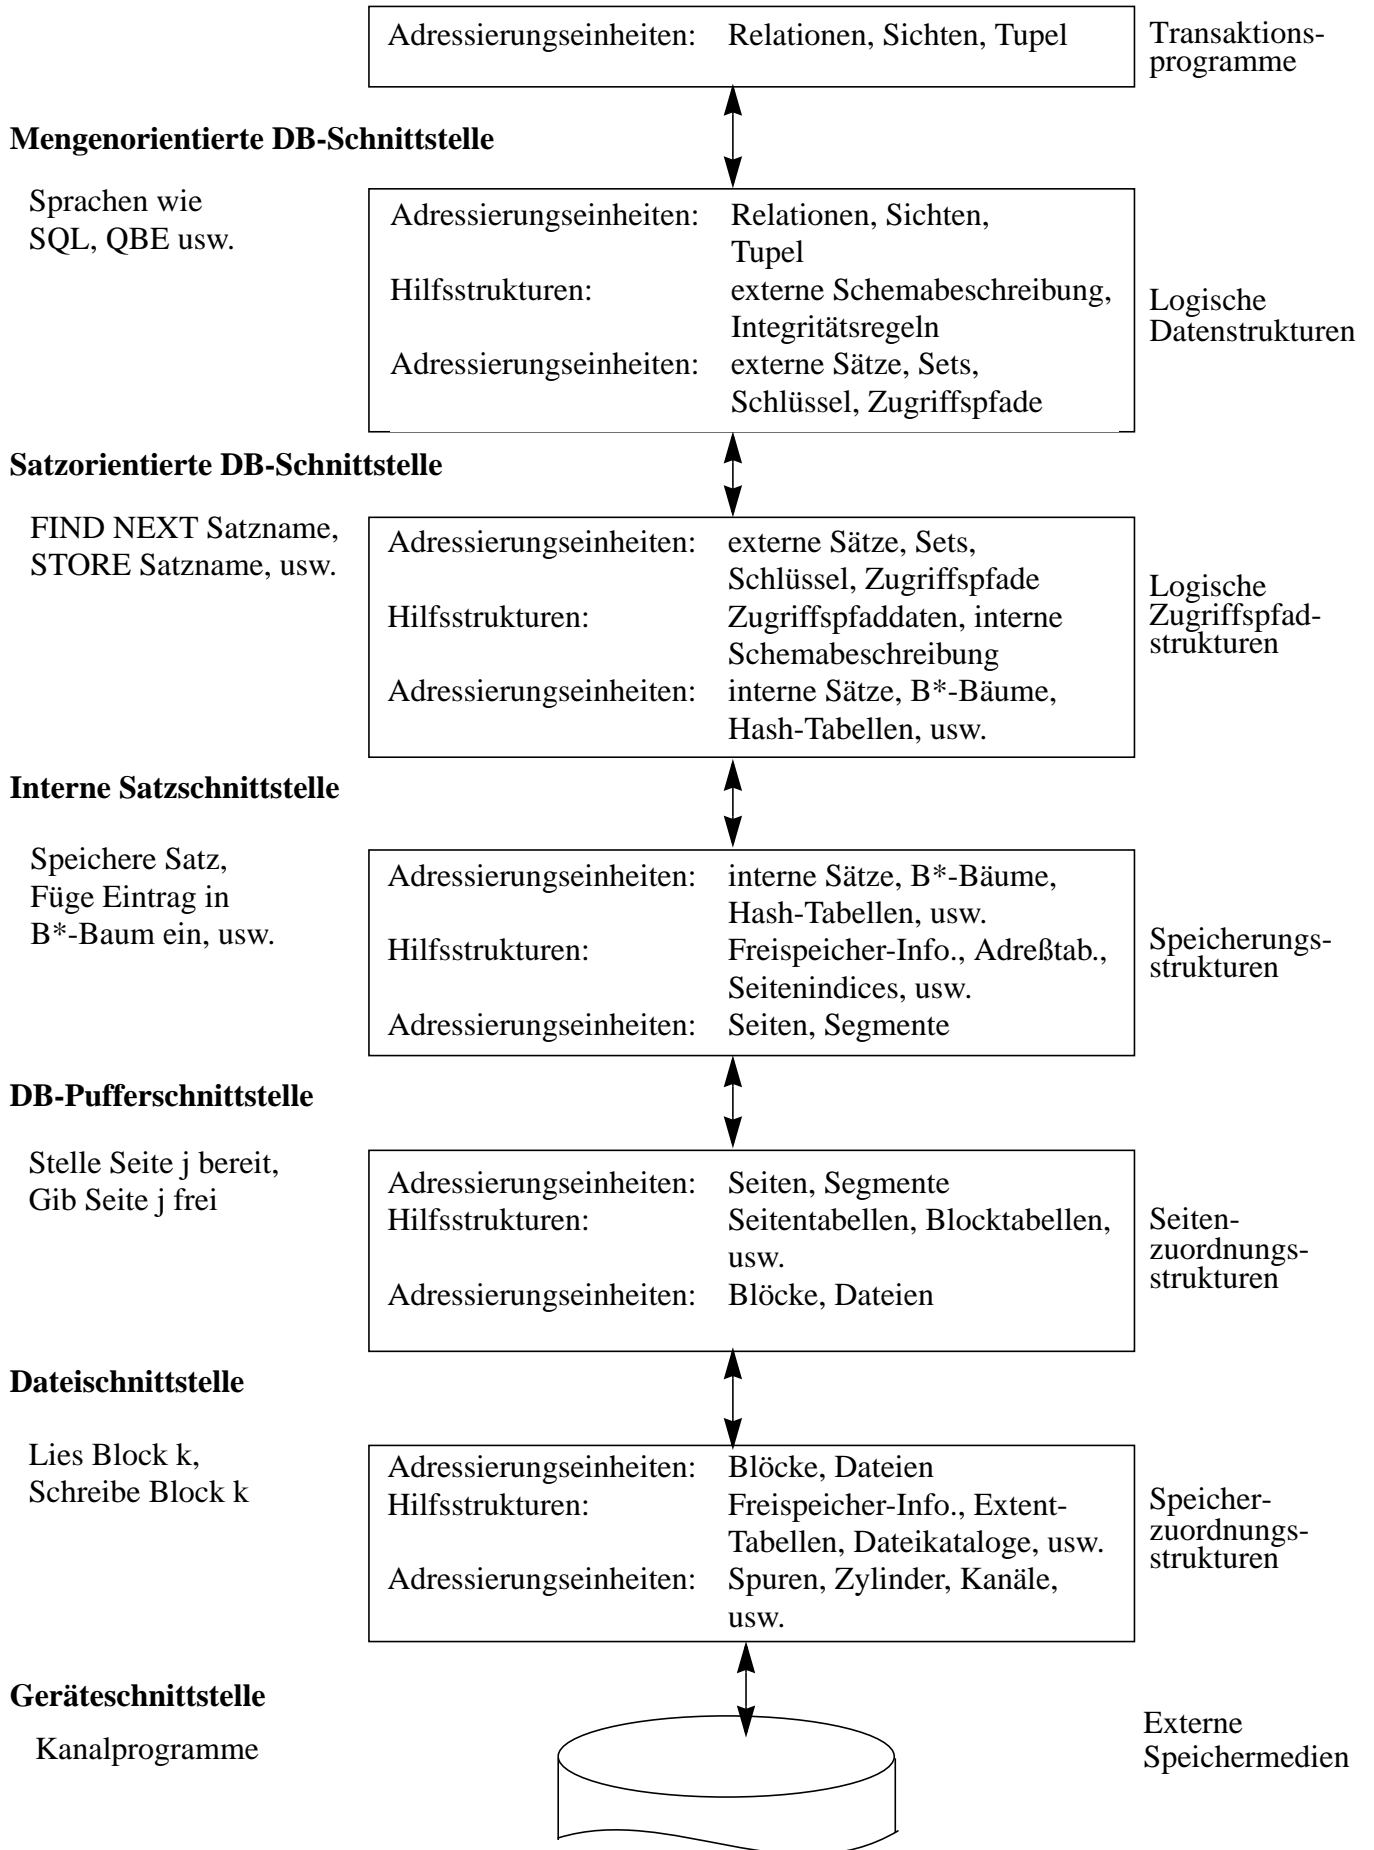 Adressierungseinheiten: Relationen, Sichten, Tupel
Transaktions-
programme
Mengenorientierte DB-Schnittstelle
Sprachen wie
SQL, QBE usw.
Adressierungseinheiten: Relationen, Sichten,
Tupel
Hilfsstrukturen: externe Schemabeschreibung,
Integritätsregeln
Adressierungseinheiten: externe Sätze, Sets,
Schlüssel, Zugriffspfade
Logische
Datenstrukturen
Satzorientierte DB-Schnittstelle
FIND NEXT Satzname,
STORE Satzname, usw.
Adressierungseinheiten: externe Sätze, Sets,
Schlüssel, Zugriffspfade
Hilfsstrukturen: Zugriffspfaddaten, interne
Schemabeschreibung
Adressierungseinheiten: interne Sätze, B*-Bäume,
Hash-Tabellen, usw.
Logische
Zugriffspfad-
strukturen
Interne Satzschnittstelle
Speichere Satz,
Füge Eintrag in
B*-Baum ein, usw.
Adressierungseinheiten: interne Sätze, B*-Bäume,
Hash-Tabellen, usw.
Hilfsstrukturen: Freispeicher-Info., Adreßtab.,
Seitenindices, usw.
Adressierungseinheiten: Seiten, Segmente
Speicherungs-
strukturen
DB-Pufferschnittstelle
Stelle Seite j bereit,
Gib Seite j frei
Adressierungseinheiten: Seiten, Segmente
Hilfsstrukturen: Seitentabellen, Blocktabellen,
usw.
Adressierungseinheiten: Blöcke, Dateien
Seiten-
zuordnungs-
strukturen
Dateischnittstelle
Lies Block k,
Schreibe Block k
Adressierungseinheiten: Blöcke, Dateien
Hilfsstrukturen: Freispeicher-Info., Extent-
Tabellen, Dateikataloge, usw.
Adressierungseinheiten: Spuren, Zylinder, Kanäle,
usw.
Speicher-
zuordnungs-
strukturen
Geräteschnittstelle
Kanalprogramme
Externe
Speichermedien